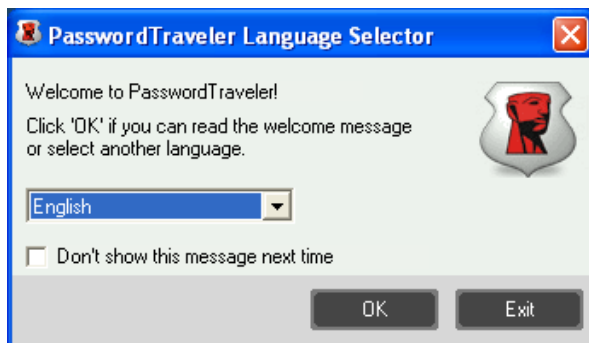 PasswordTraveler Language Selector
Welcome to PasswordTraveler!
Click 'OK' if you can read the welcome message
or select another language.
English
Don't show this message next time
OK
Exit